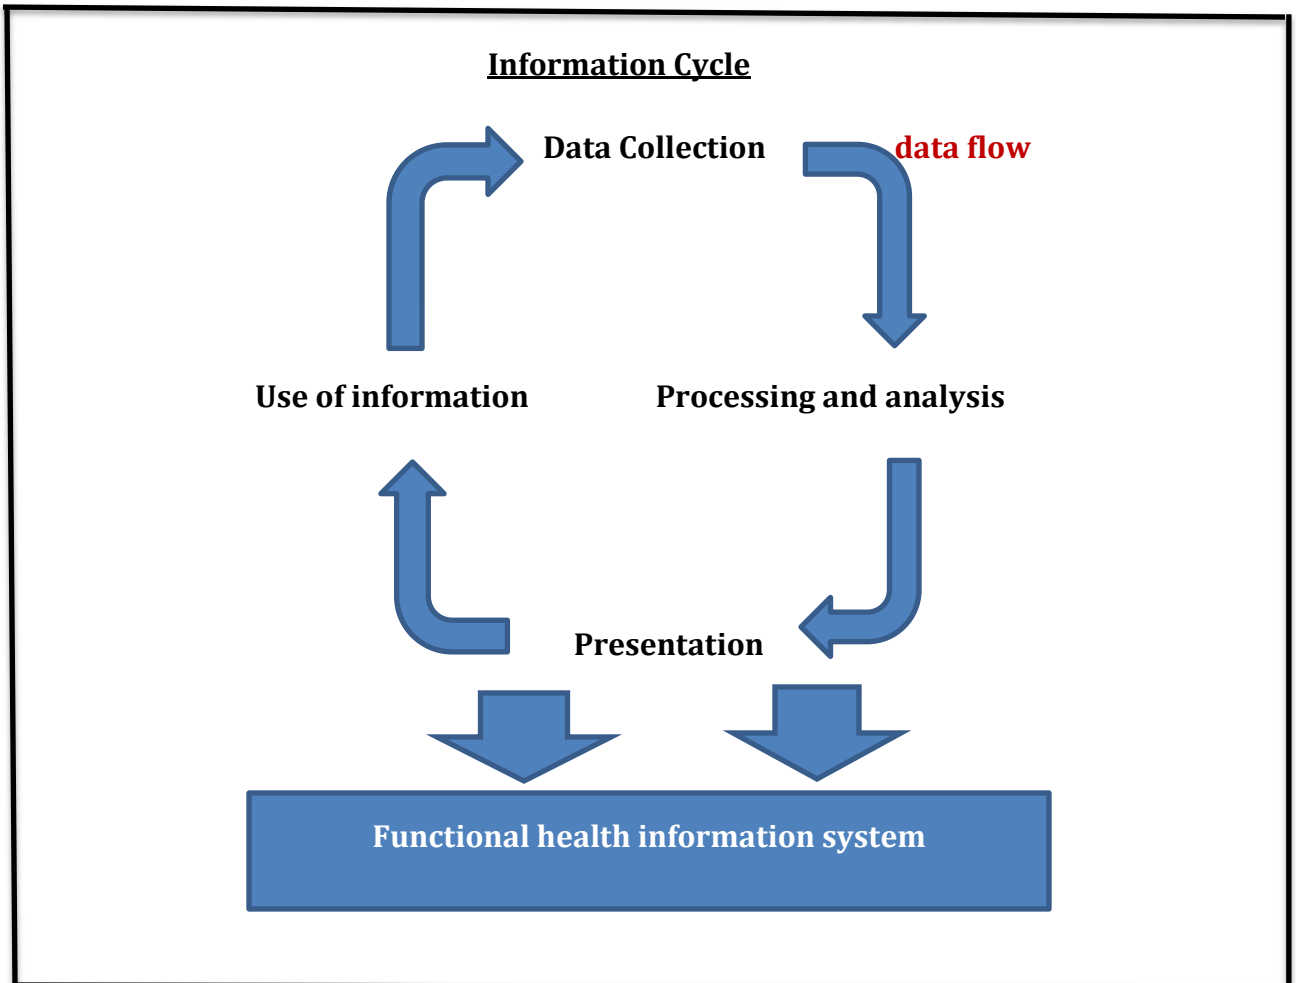 Information Cycle
Data Collection data flow
Use of information Processing and analysis
Presentation
Functional health information system